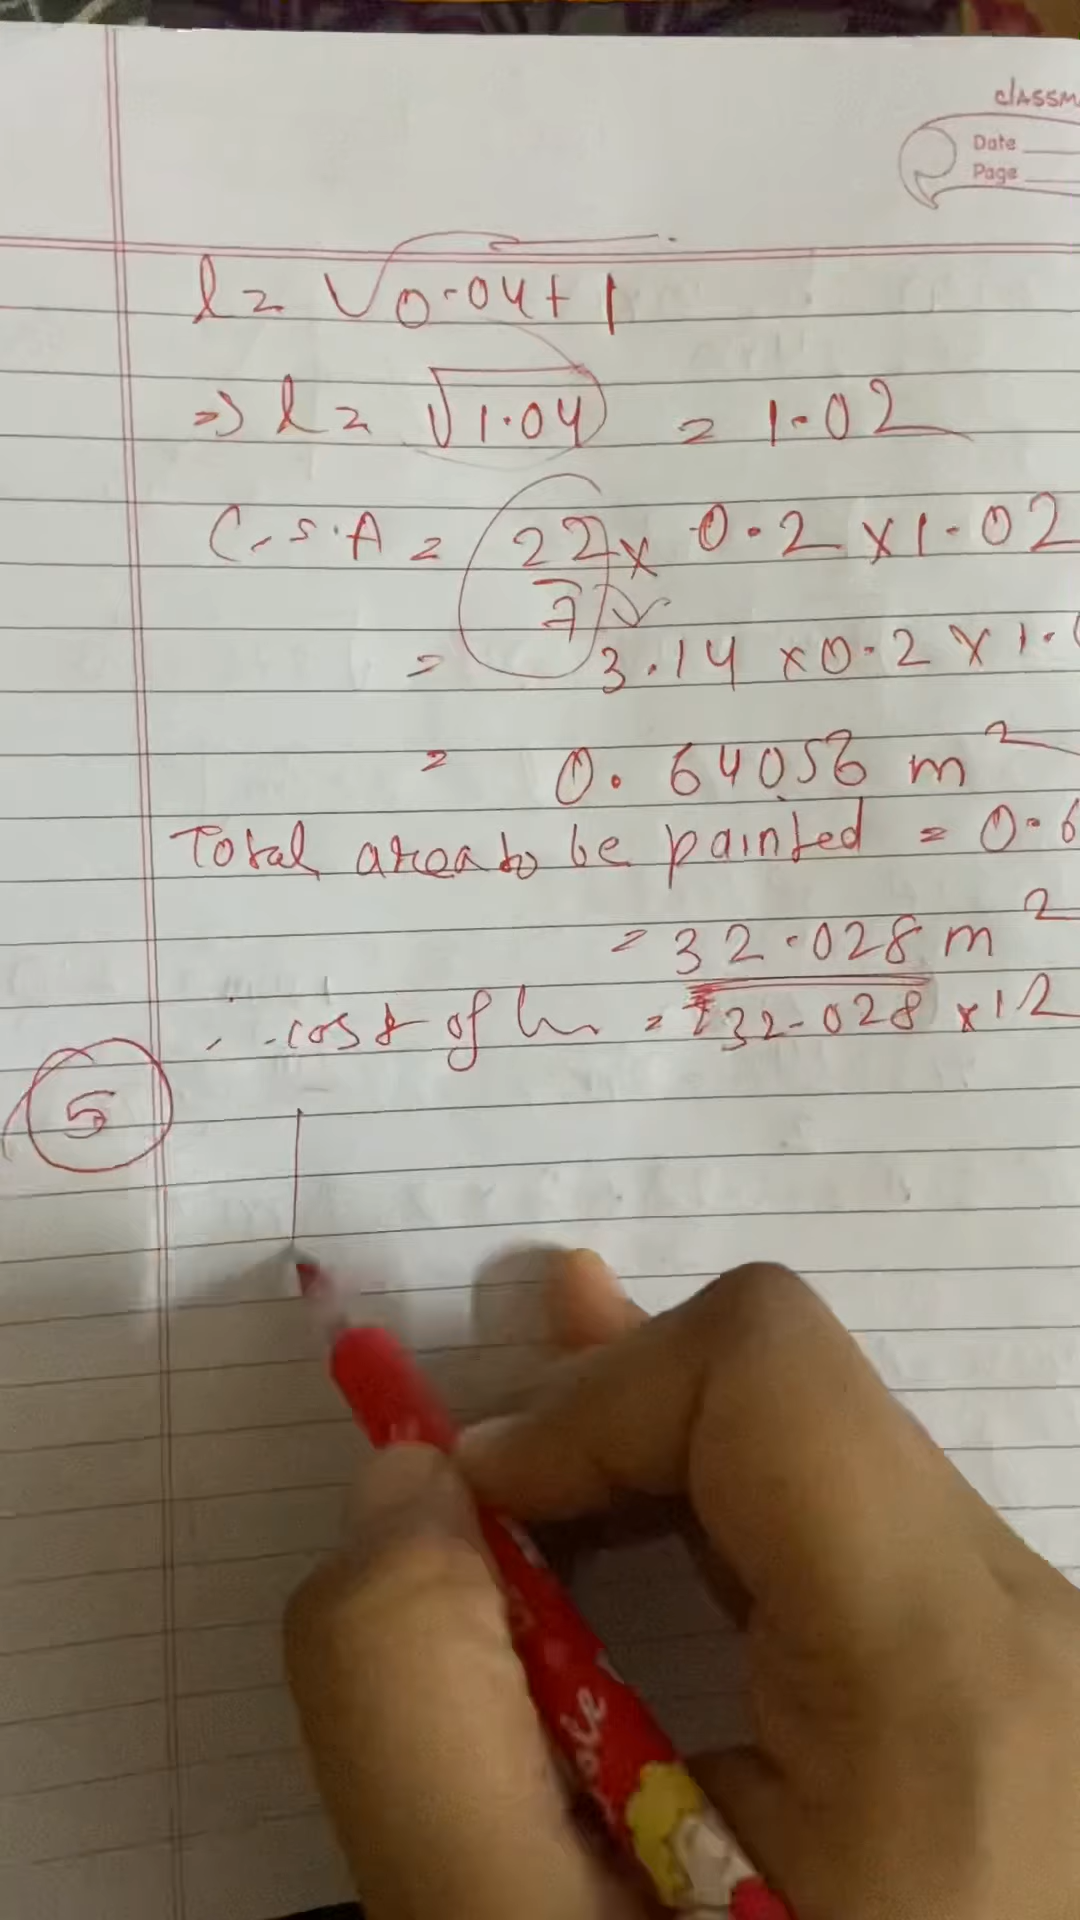 classm
Date
Page
l = √0.04+1
⇒ l = √1.04 = 1.02
C.S.A = 22/7 x 0.2 x 1.02
= 3.14 x 0.2 x 1.
= 0.64056 m²
Total area to be painted = 0.6
= 32.028 m²
∴ cost of = ₹32.028 x 12
5